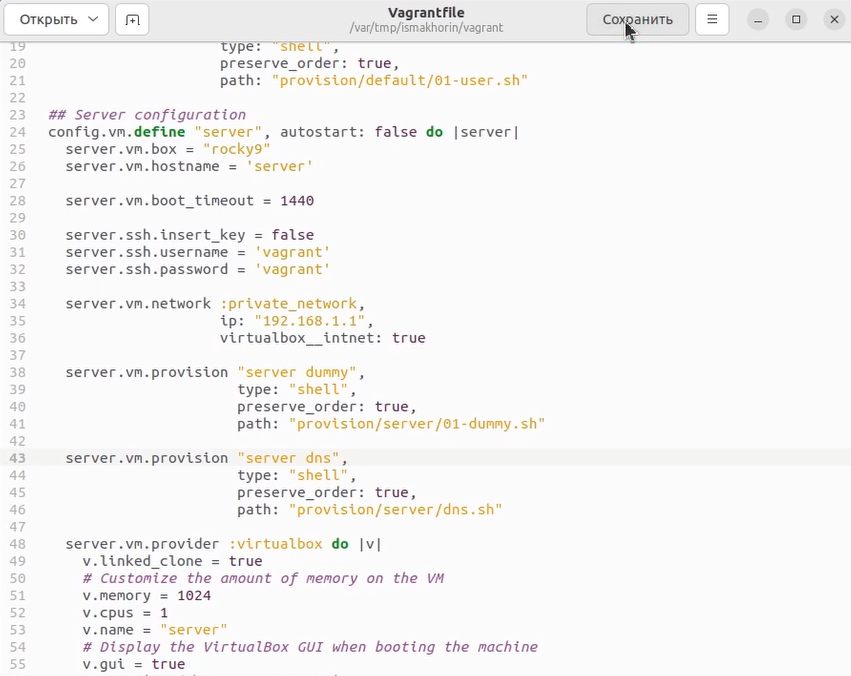 Открыть
Vagrantfile
/var/tmp/ismakhorin/vagrant
Сохранить
19 type: "shell",
20 preserve_order: true,
21 path: "provision/default/01-user.sh"
22
23 ## Server configuration
24 config.vm.define "server", autostart: false do |server|
25 server.vm.box = "rocky9"
26 server.vm.hostname = 'server'
27
28 server.vm.boot_timeout = 1440
29
30 server.ssh.insert_key = false
31 server.ssh.username = 'vagrant'
32 server.ssh.password = 'vagrant'
33
34 server.vm.network :private_network,
35 ip: "192.168.1.1",
36 virtualbox__intnet: true
37
38 server.vm.provision "server dummy",
39 type: "shell",
40 preserve_order: true,
41 path: "provision/server/01-dummy.sh"
42
43 server.vm.provision "server dns",
44 type: "shell",
45 preserve_order: true,
46 path: "provision/server/dns.sh"
47
48 server.vm.provider :virtualbox do |v|
49 v.linked_clone = true
50 # Customize the amount of memory on the VM
51 v.memory = 1024
52 v.cpus = 1
53 v.name = "server"
54 # Display the VirtualBox GUI when booting the machine
55 v.gui = true